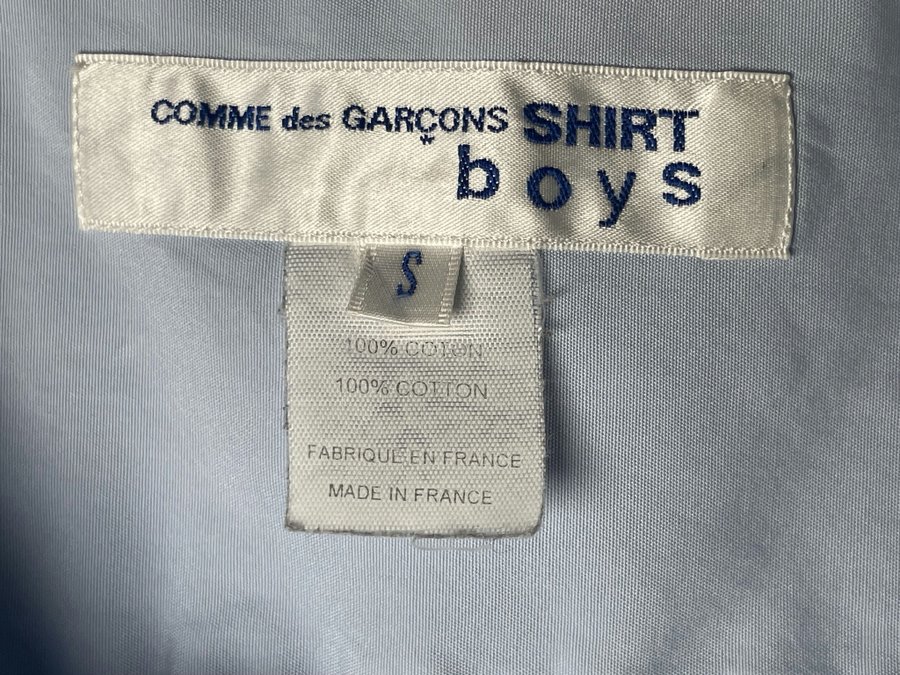 COMME des GARÇONS SHIRT
boys
S
100% COTON
100% COTTON
FABRIQUE EN FRANCE
MADE IN FRANCE